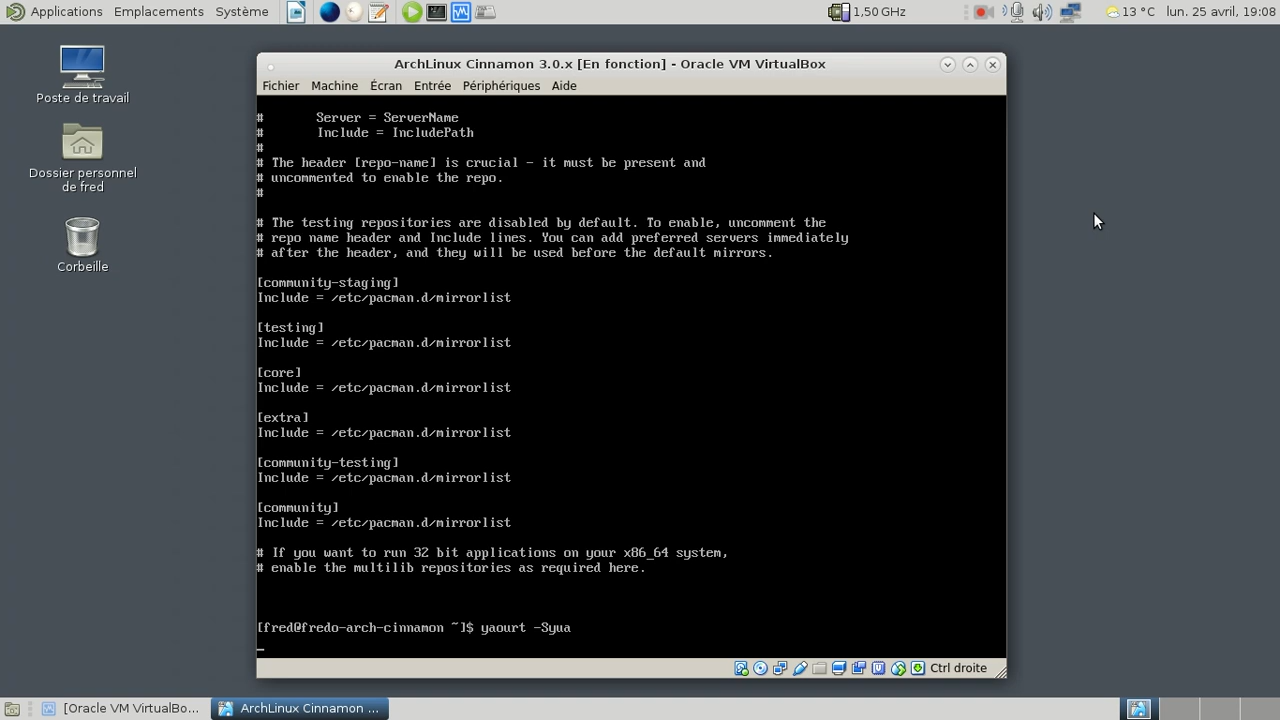 Applications Emplacements Système 1,50 GHz 13 °C lun. 25 avril, 19:08
Poste de travail
Dossier personnel
de fred
Corbeille
ArchLinux Cinnamon 3.0.x [En fonction] - Oracle VM VirtualBox
Fichier Machine Écran Entrée Périphériques Aide
# Server = ServerName
# Include = IncludePath
#
# The header [repo-name] is crucial - it must be present and
# uncommented to enable the repo.
#
# The testing repositories are disabled by default. To enable, uncomment the
# repo name header and Include lines. You can add preferred servers immediately
# after the header, and they will be used before the default mirrors.
[community-staging]
Include = /etc/pacman.d/mirrorlist
[testing]
Include = /etc/pacman.d/mirrorlist
[core]
Include = /etc/pacman.d/mirrorlist
[extra]
Include = /etc/pacman.d/mirrorlist
[community-testing]
Include = /etc/pacman.d/mirrorlist
[community]
Include = /etc/pacman.d/mirrorlist
# If you want to run 32 bit applications on your x86_64 system,
# enable the multilib repositories as required here.
[fred@fredo-arch-cinnamon ~]$ yaourt -Syua
Ctrl droite
[Oracle VM VirtualBo... ArchLinux Cinnamon ...